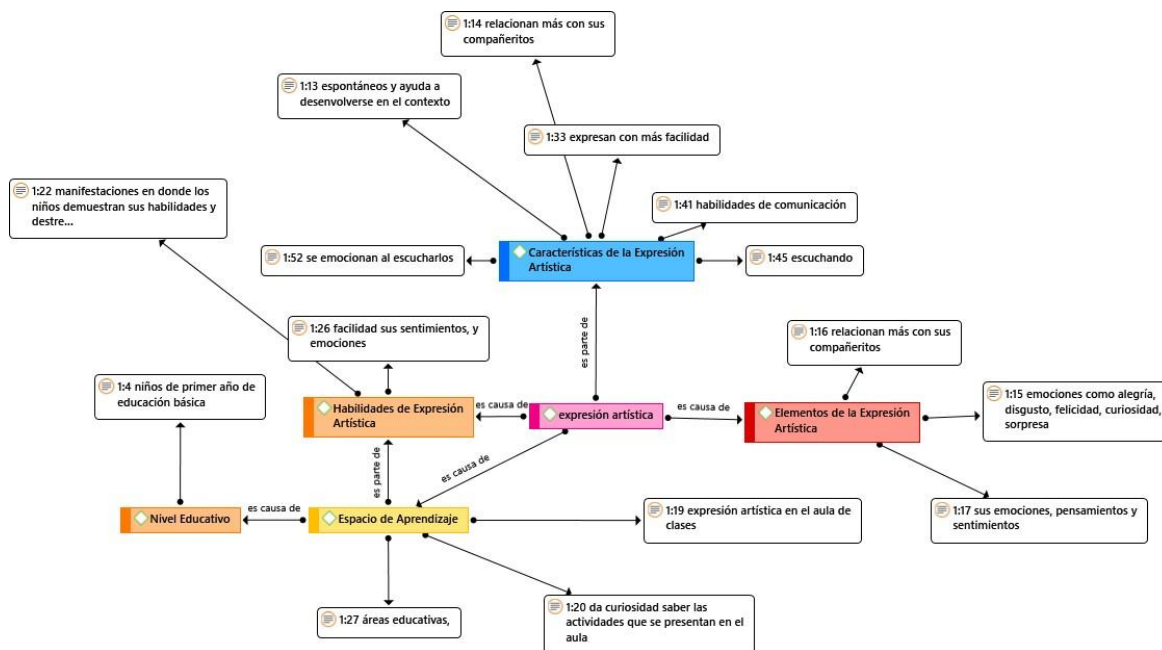 1:14 relacionan más con sus
compañeritos
1:13 espontáneos y ayuda a
desenvolverse en el contexto
1:33 expresan con más facilidad
1:22 manifestaciones en donde los
niños demuestran sus habilidades y
destre...
1:41 habilidades de comunicación
1:52 se emocionan al escucharlos
Características de la Expresión
Artística
1:45 escuchando
es parte de
1:26 facilidad sus sentimientos, y
emociones
1:16 relacionan más con sus
compañeritos
1:4 niños de primer año de
educación básica
Habilidades de Expresión
Artística
es causa de
expresión artística
es causa de
Elementos de la Expresión
Artística
1:15 emociones como alegría,
disgusto, felicidad, curiosidad,
sorpresa
es parte de
es causa de
Nivel Educativo
es causa de
Espacio de Aprendizaje
1:19 expresión artística en el aula de
clases
1:17 sus emociones, pensamientos y
sentimientos
1:27 áreas educativas,
1:20 da curiosidad saber las
actividades que se presentan en el
aula